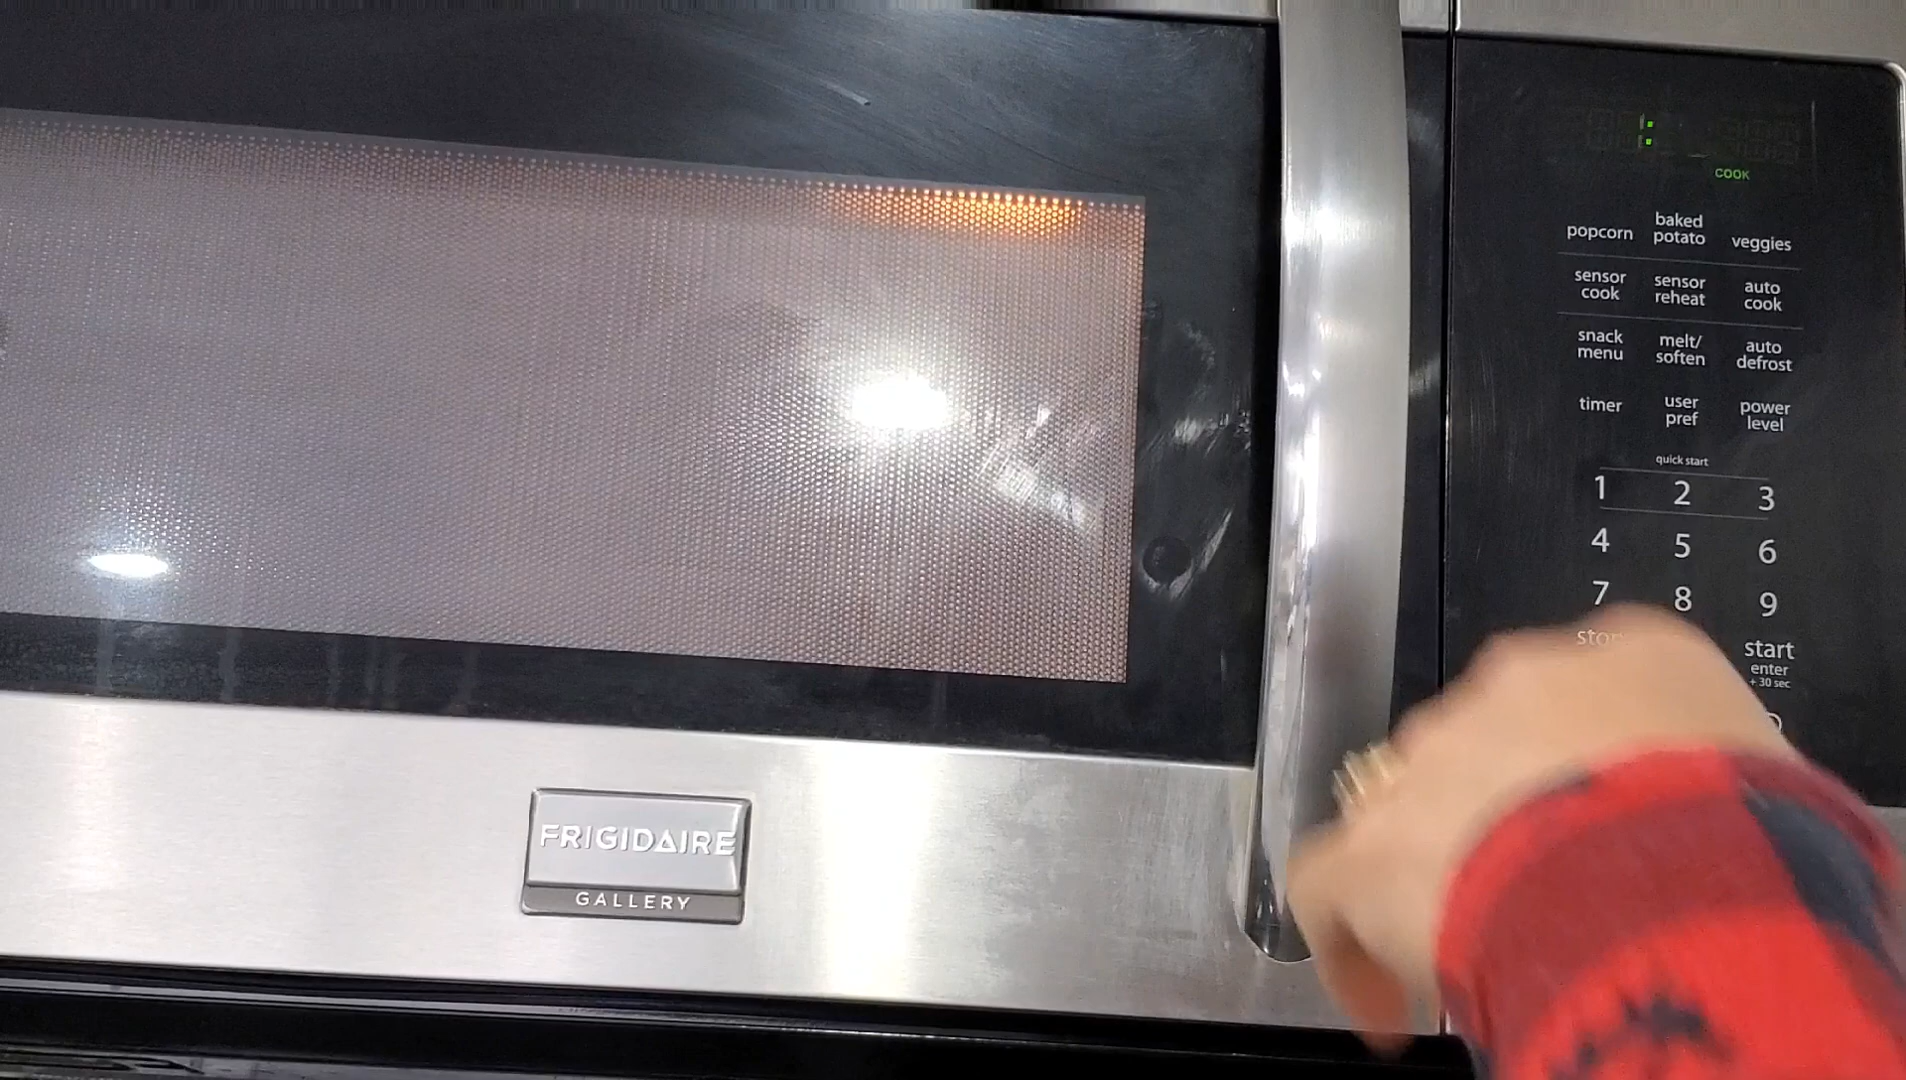 COOK
popcorn baked potato veggies
sensor cook sensor reheat auto cook
snack menu melt/ soften auto defrost
timer user pref power level
quick start
1 2 3
4 5 6
7 8 9
start
enter
+ 30 sec
FRIGIDAIRE
GALLERY